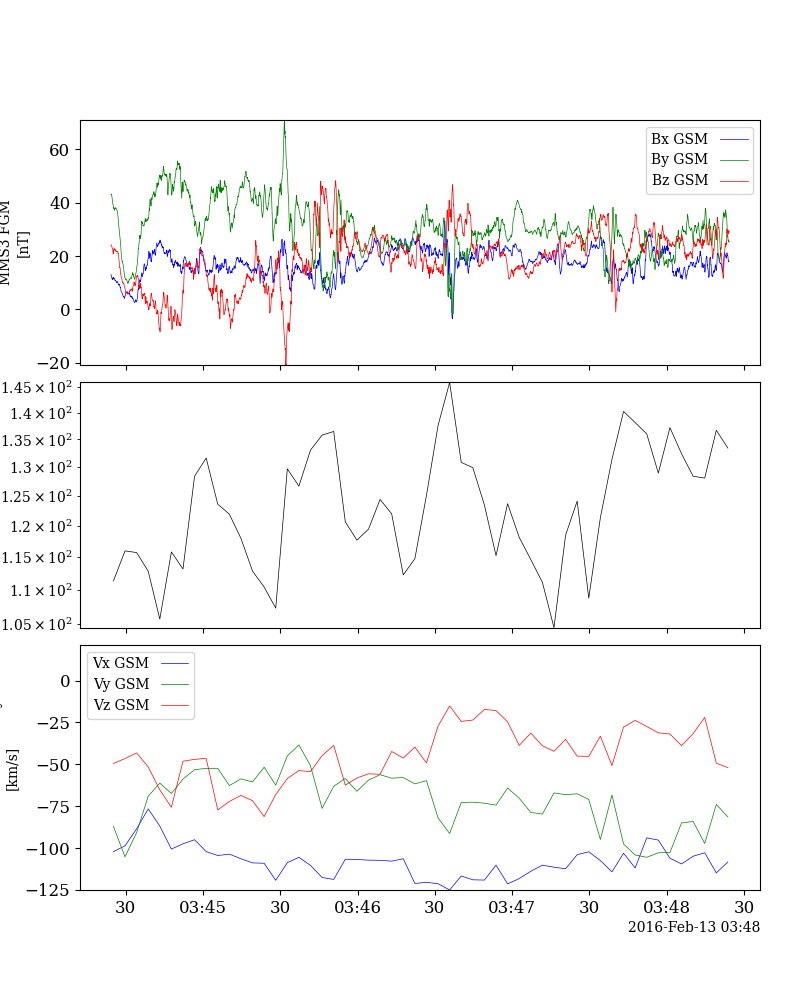 60
40
20
0
−20
MMS3 FGM
[nT]
Bx GSM
By GSM
Bz GSM
1.45 × 10²
1.4 × 10²
1.35 × 10²
1.3 × 10²
1.25 × 10²
1.2 × 10²
1.15 × 10²
1.1 × 10²
1.05 × 10²
0
−25
−50
−75
−100
−125
[km/s]
Vx GSM
Vy GSM
Vz GSM
30 03:45 30 03:46 30 03:47 30 03:48 30
2016-Feb-13 03:48